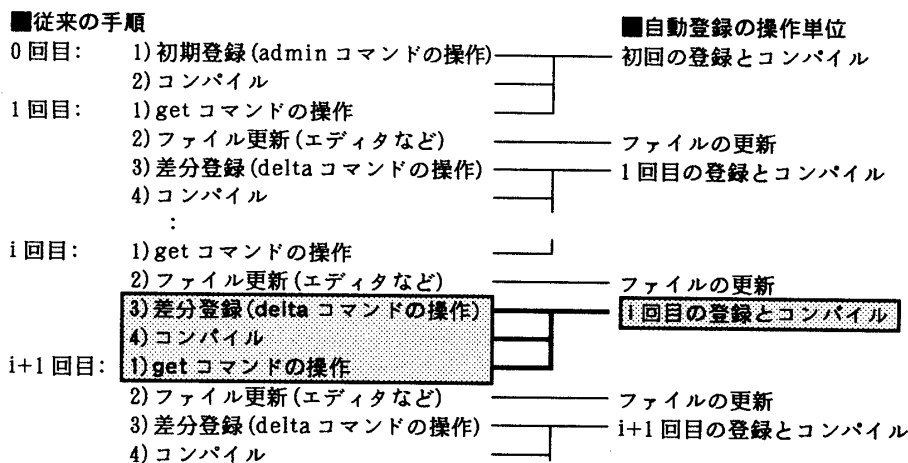 ■従来の手順 ■自動登録の操作単位
0回目: 1)初期登録(adminコマンドの操作) 初回の登録とコンパイル
2)コンパイル
1回目: 1)getコマンドの操作
2)ファイル更新(エディタなど) ファイルの更新
3)差分登録(deltaコマンドの操作) 1回目の登録とコンパイル
4)コンパイル
:
i回目: 1)getコマンドの操作
2)ファイル更新(エディタなど) ファイルの更新
3)差分登録(deltaコマンドの操作) i回目の登録とコンパイル
4)コンパイル
i+1回目: 1)getコマンドの操作
2)ファイル更新(エディタなど) ファイルの更新
3)差分登録(deltaコマンドの操作) i+1回目の登録とコンパイル
4)コンパイル